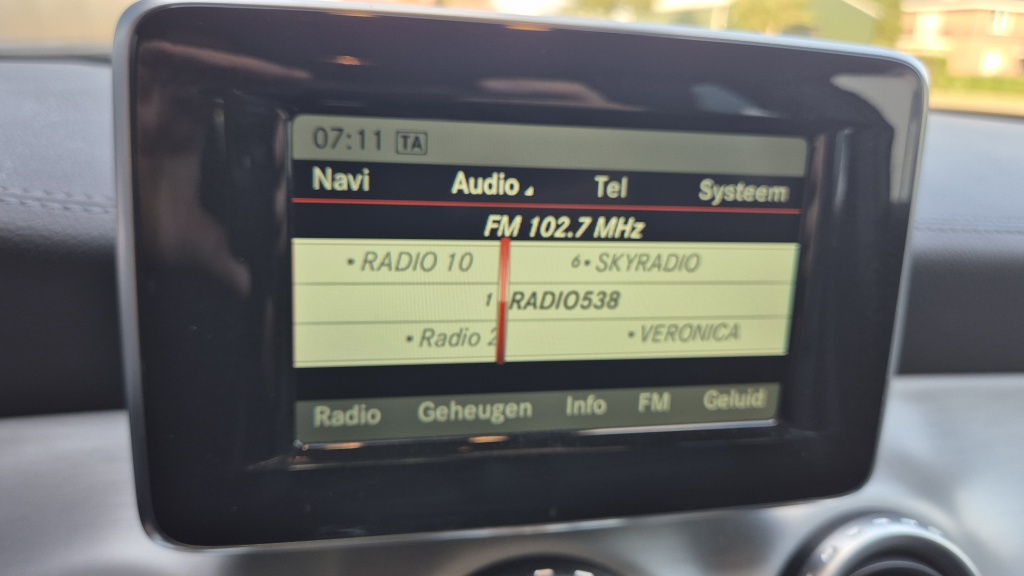 07:11 TA
Navi Audio Tel Systeem
FM 102.7 MHz
• RADIO 10 6• SKYRADIO
1 RADIO538
• Radio 2 • VERONICA
Radio Geheugen Info FM Geluid